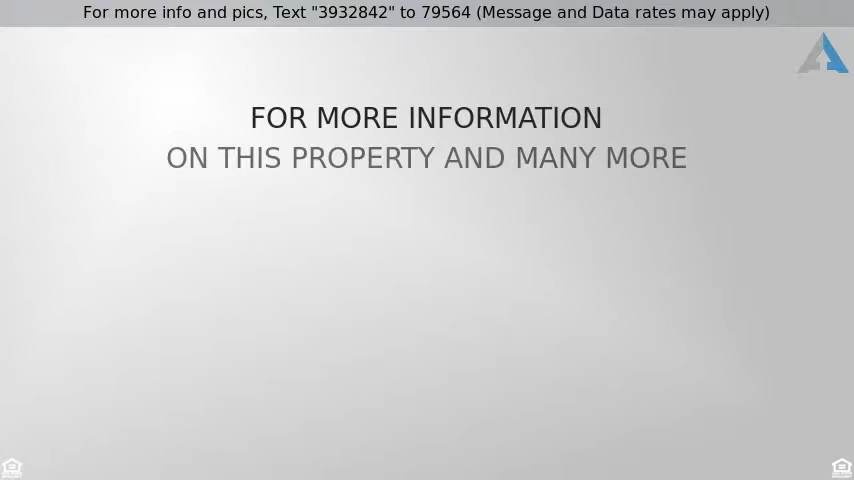 For more info and pics, Text "3932842" to 79564 (Message and Data rates may apply)
FOR MORE INFORMATION
ON THIS PROPERTY AND MANY MORE